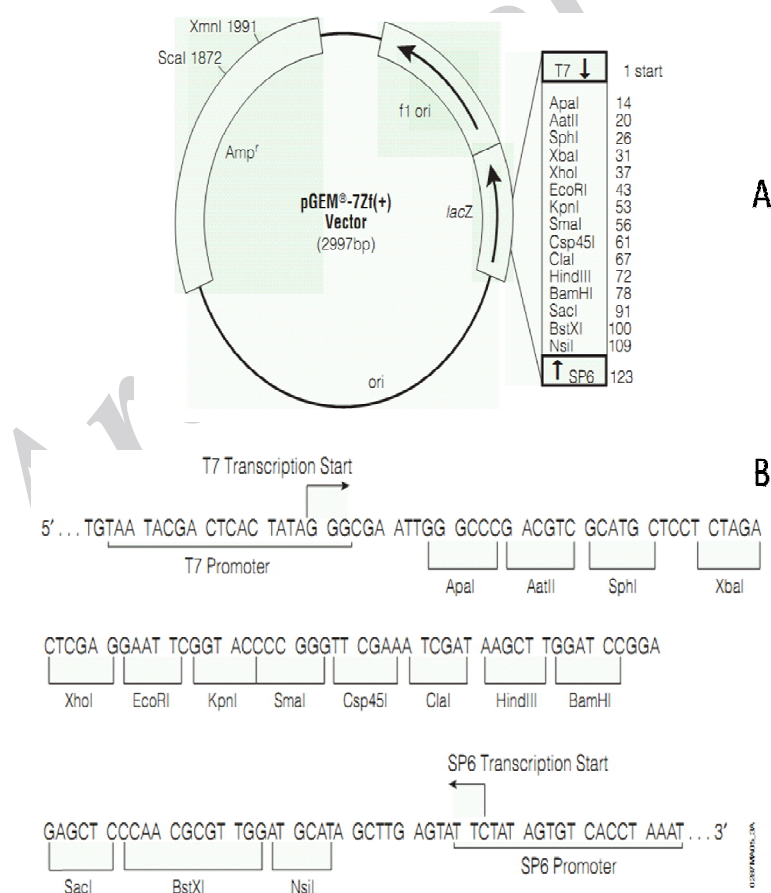 XmnI 1991
ScaI 1872
Ampʳ
f1 ori
lacZ
pGEM®-7Zf(+)
Vector
(2997bp)
ori
T7 ↓ 1 start
ApaI 14
AatII 20
SphI 26
XbaI 31
XhoI 37
EcoRI 43
KpnI 53
SmaI 56
Csp45I 61
ClaI 67
HindIII 72
BamHI 78
SacI 91
BstXI 100
NsiI 109
↑ SP6 123
A
B
T7 Transcription Start
5′ . . . TGTAA TACGA CTCAC TATAG GGCGA ATTGG GCCCG ACGTC GCATG CTCCT CTAGA
T7 Promoter
ApaI AatII SphI XbaI
CTCGAG GAATT TCGGT ACCCC GGGTT CGAAA TCGAT AAGCT TGGAT CCGGA
XhoI EcoRI KpnI SmaI Csp45I ClaI HindIII BamHI
SP6 Transcription Start
GAGCT CCCAA CGCGT TGGAT GCATA GCTTG AGTAT TCTAT AGTGT CACCT AAAT . . . 3′
SP6 Promoter
SacI BstXI NsiI